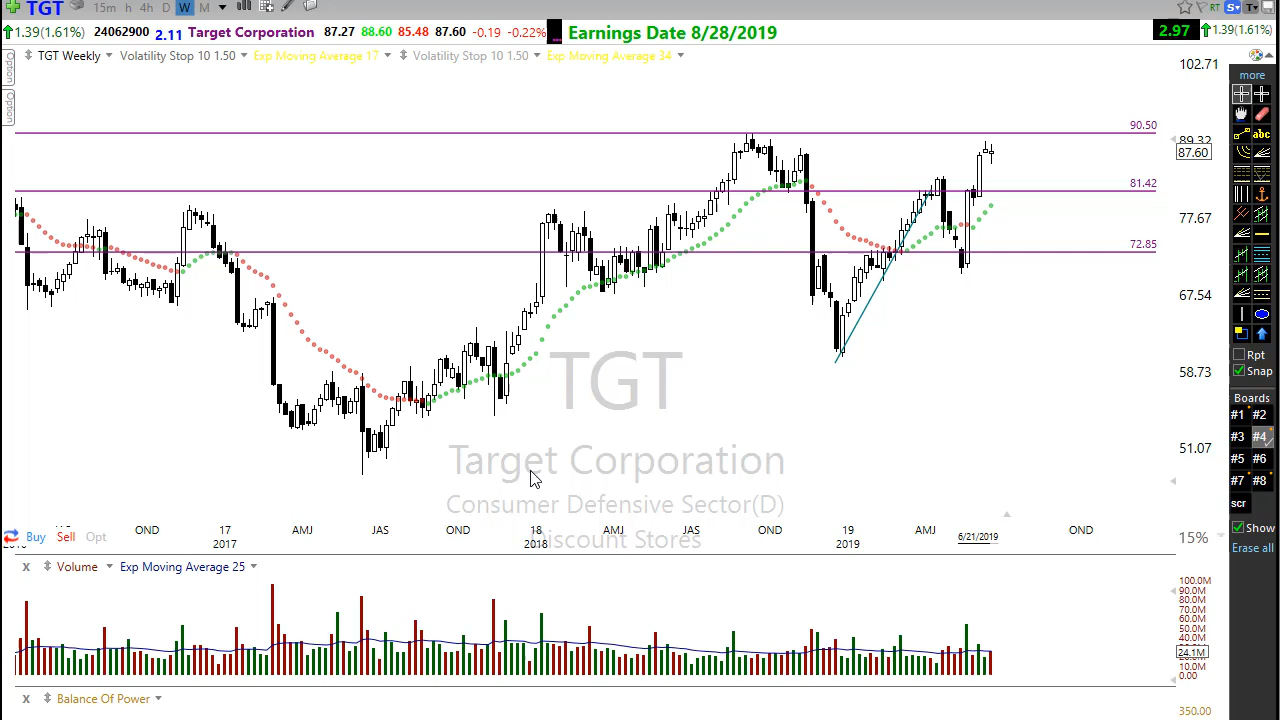 TGT 15m h 4h D W M RT S T
1.39(1.61%) 24062900 2.11 Target Corporation 87.27 88.60 85.48 87.60 -0.19 -0.22% Earnings Date 8/28/2019 2.97 1.39(1.61%)
Option TGT Weekly Volatility Stop 10 1.50 Exp Moving Average 17 Volatility Stop 10 1.50 Exp Moving Average 34
Option
102.71
more
90.50
89.32
87.60
abc
81.42
77.67
72.85
67.54
58.73
51.07
TGT
Target Corporation
Consumer Defensive Sector(D)
Discount Stores
Rpt
Snap
Boards
#1 #2
#3 #4
#5 #6
#7 #8
scr
Show
Erase all
OND 17 AMJ JAS OND 18 AMJ JAS OND 19 AMJ OND
2017 2018 2019 6/21/2019
Buy Sell Opt
15%
x Volume Exp Moving Average 25
100.0M
90.0M
80.0M
70.0M
60.0M
50.0M
40.0M
30.0M
24.1M
10.0M
0.00
x Balance Of Power
350.00